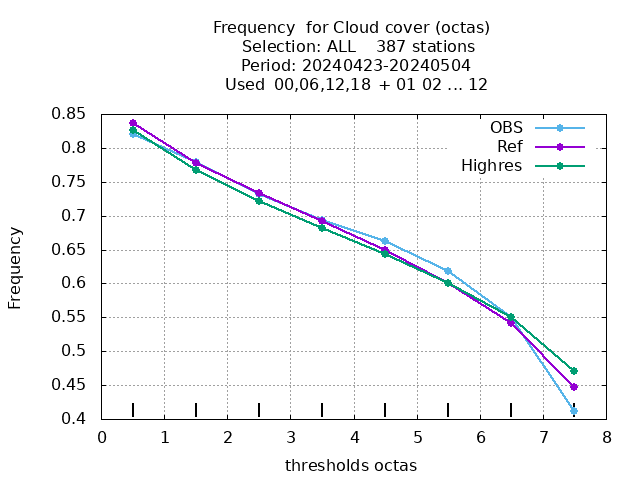 Frequency  for Cloud cover (octas)
Selection: ALL    387 stations
Period: 20240423-20240504
Used  00,06,12,18 + 01 02 ... 12
0.85
0.8
0.75
0.7
0.65
0.6
0.55
0.5
0.45
0.4
Frequency
OBS
Ref
Highres
0 1 2 3 4 5 6 7 8
thresholds octas